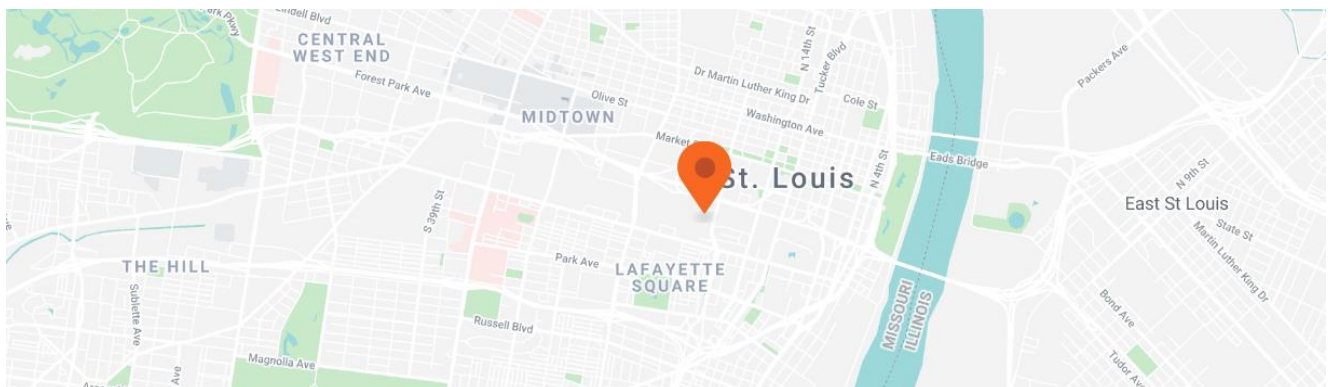 Lindell Blvd
Park Pkwy
CENTRAL
WEST END
Forest Park Ave
MIDTOWN
Olive St
Market
Dr Martin Luther King Dr
N 14th St
Tucker Blvd
Cole St
Washington Ave
N 4th St
St. Louis
Eads Bridge
Packers Ave
N 9th St
East St Louis
State St
Martin Luther King Dr
S 39th St
THE HILL
Park Ave
LAFAYETTE
SQUARE
Sublette Ave
Russell Blvd
Magnolia Ave
Ave
MISSOURI
ILLINOIS
Bond Ave
Tudor Ave